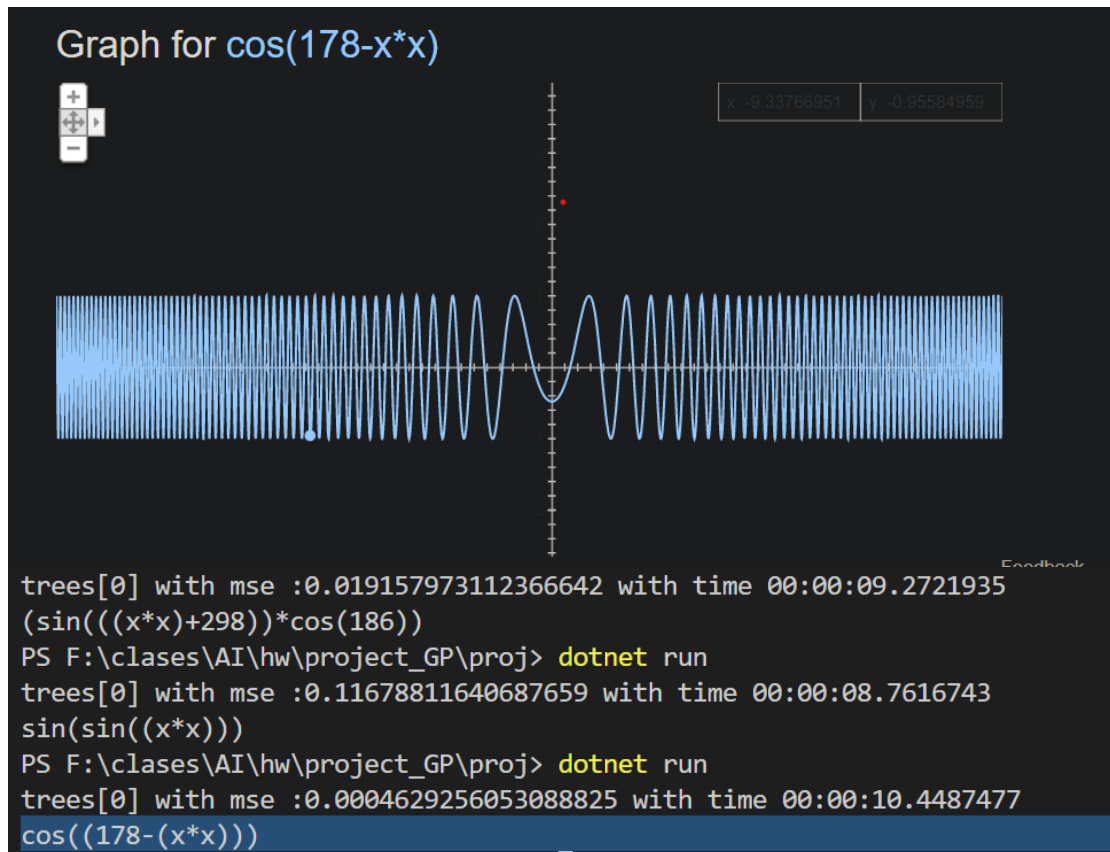 Graph for cos(178-x*x)
x: -9.33766951 y: -0.95584959
-1
-2
Feedback
trees[0] with mse :0.019157973112366642 with time 00:00:09.2721935
(sin(((x*x)+298))*cos(186))
PS F:\clases\AI\hw\project_GP\proj> dotnet run
trees[0] with mse :0.11678811640687659 with time 00:00:08.7616743
sin(sin((x*x)))
PS F:\clases\AI\hw\project_GP\proj> dotnet run
trees[0] with mse :0.0004629256053088825 with time 00:00:10.4487477
cos((178-(x*x)))